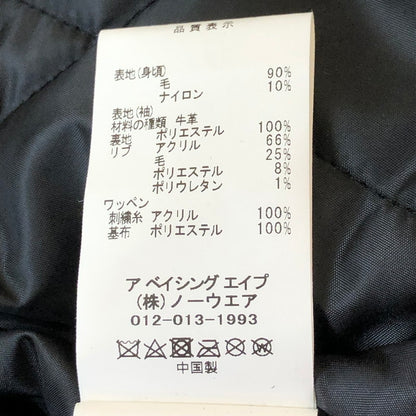 品質表示
表地(身頃)
毛 90%
ナイロン 10%
表地(袖)
材料の種類 牛革
裏地 ポリエステル 100%
リブ アクリル 66%
毛 25%
ポリエステル 8%
ポリウレタン 1%
ワッペン
刺繍糸 アクリル 100%
基布 ポリエステル 100%
ア ベイシング エイプ
(株)ノーウエア
012-013-1993
中国製